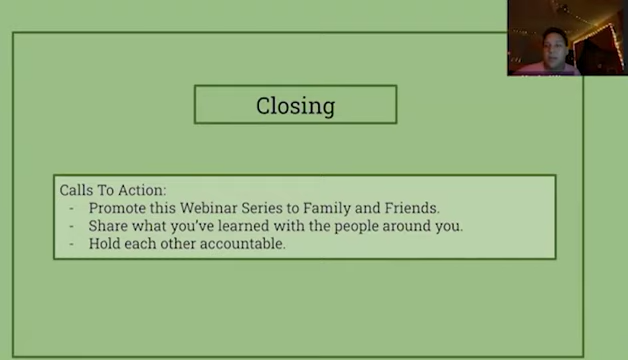 Closing
Calls To Action:
- Promote this Webinar Series to Family and Friends.
- Share what you've learned with the people around you.
- Hold each other accountable.